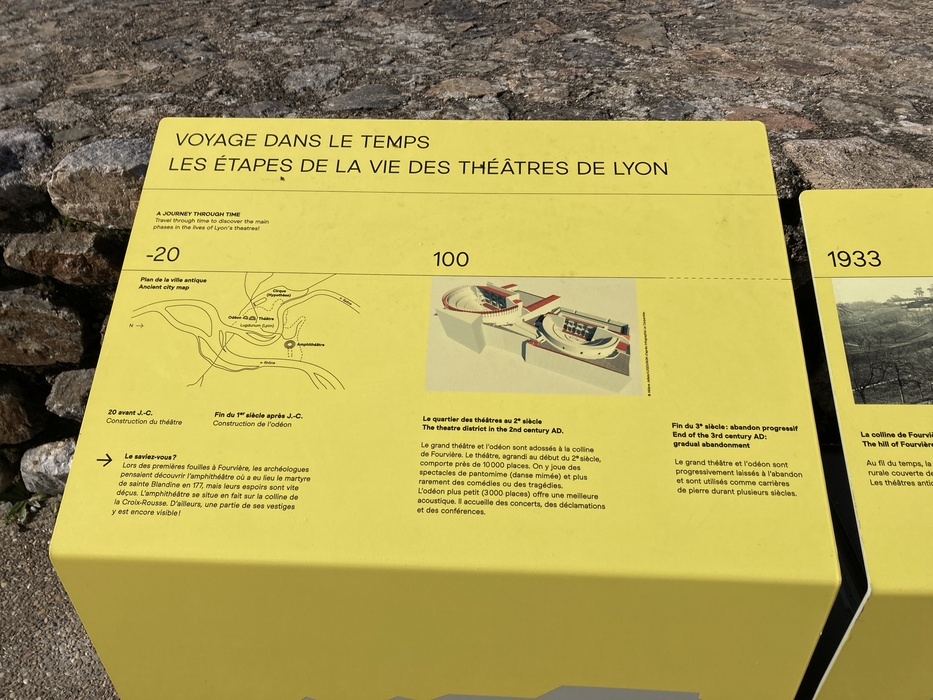 VOYAGE DANS LE TEMPS
LES ÉTAPES DE LA VIE DES THÉÂTRES DE LYON
A JOURNEY THROUGH TIME
Travel through time to discover the main
phases in the lives of Lyon's theatres!
-20
Plan de la ville antique
Ancient city map
Cirque
(Hypothèse)
Odéon
Théâtre
Lugdunum (Lyon)
Amphithéâtre
N
Saône
Rhône
20 avant J.-C.
Construction du théâtre
Fin du 1er siècle après J.-C.
Construction de l'odéon
Le saviez-vous?
Lors des premières fouilles à Fourvière, les archéologues
pensaient découvrir l'amphithéâtre où a eu lieu le martyre
de sainte Blandine en 177, mais leurs espoirs sont vite
déçus. L'amphithéâtre se situe en fait sur la colline de
la Croix-Rousse. D'ailleurs, une partie de ses vestiges
y est encore visible!
100
Le quartier des théâtres au 2e siècle
The theatre district in the 2nd century AD.
Le grand théâtre et l'odéon sont adossés à la colline
de Fourvière. Le théâtre, agrandi au début du 2e siècle,
comporte près de 10 000 places. On y joue des
spectacles de pantomime (danse mimée) et plus
rarement des comédies ou des tragédies.
L'odéon plus petit (3000 places) offre une meilleure
acoustique. Il accueille des concerts, des déclamations
et des conférences.
Fin du 3e siècle : abandon progressif
End of the 3rd century AD:
gradual abandonment
Le grand théâtre et l'odéon sont
progressivement laissés à l'abandon
et sont utilisés comme carrières
de pierre durant plusieurs siècles.
1933
La colline de Fourvi
The hill of Fourvière
Au fil du temps, la
rurale couverte de
Les théâtres antiq